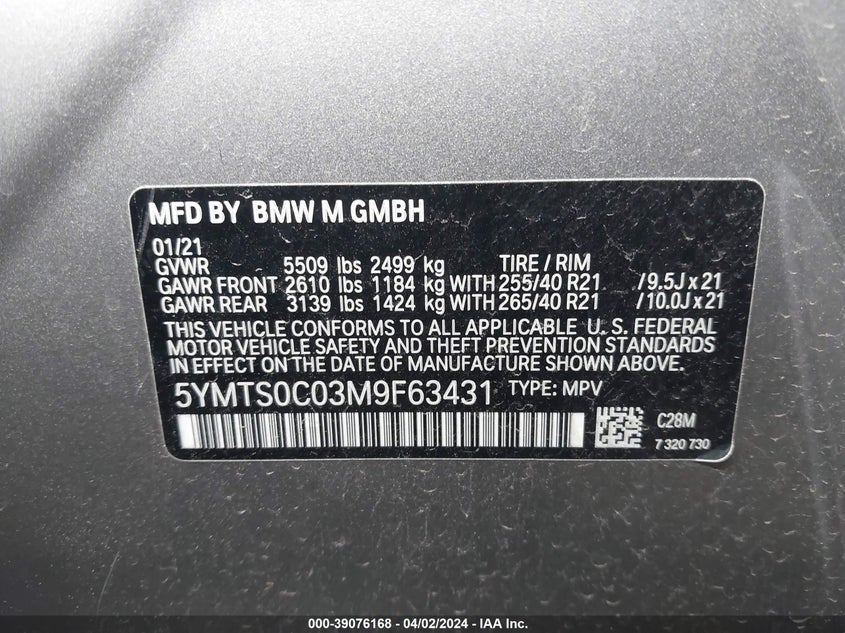 MFD BY BMW M GMBH
01/21
GVWR 5509 lbs 2499 kg TIRE / RIM
GAWR FRONT 2610 lbs 1184 kg WITH 255/40 R21 /9.5J x 21
GAWR REAR 3139 lbs 1424 kg WITH 265/40 R21 /10.0J x 21
THIS VEHICLE CONFORMS TO ALL APPLICABLE U. S. FEDERAL
MOTOR VEHICLE SAFETY AND THEFT PREVENTION STANDARDS
IN EFFECT ON THE DATE OF MANUFACTURE SHOWN ABOVE.
5YMTS0C03M9F63431 TYPE: MPV
C28M
7 320 730
000-39076168 - 04/02/2024 - IAA Inc.